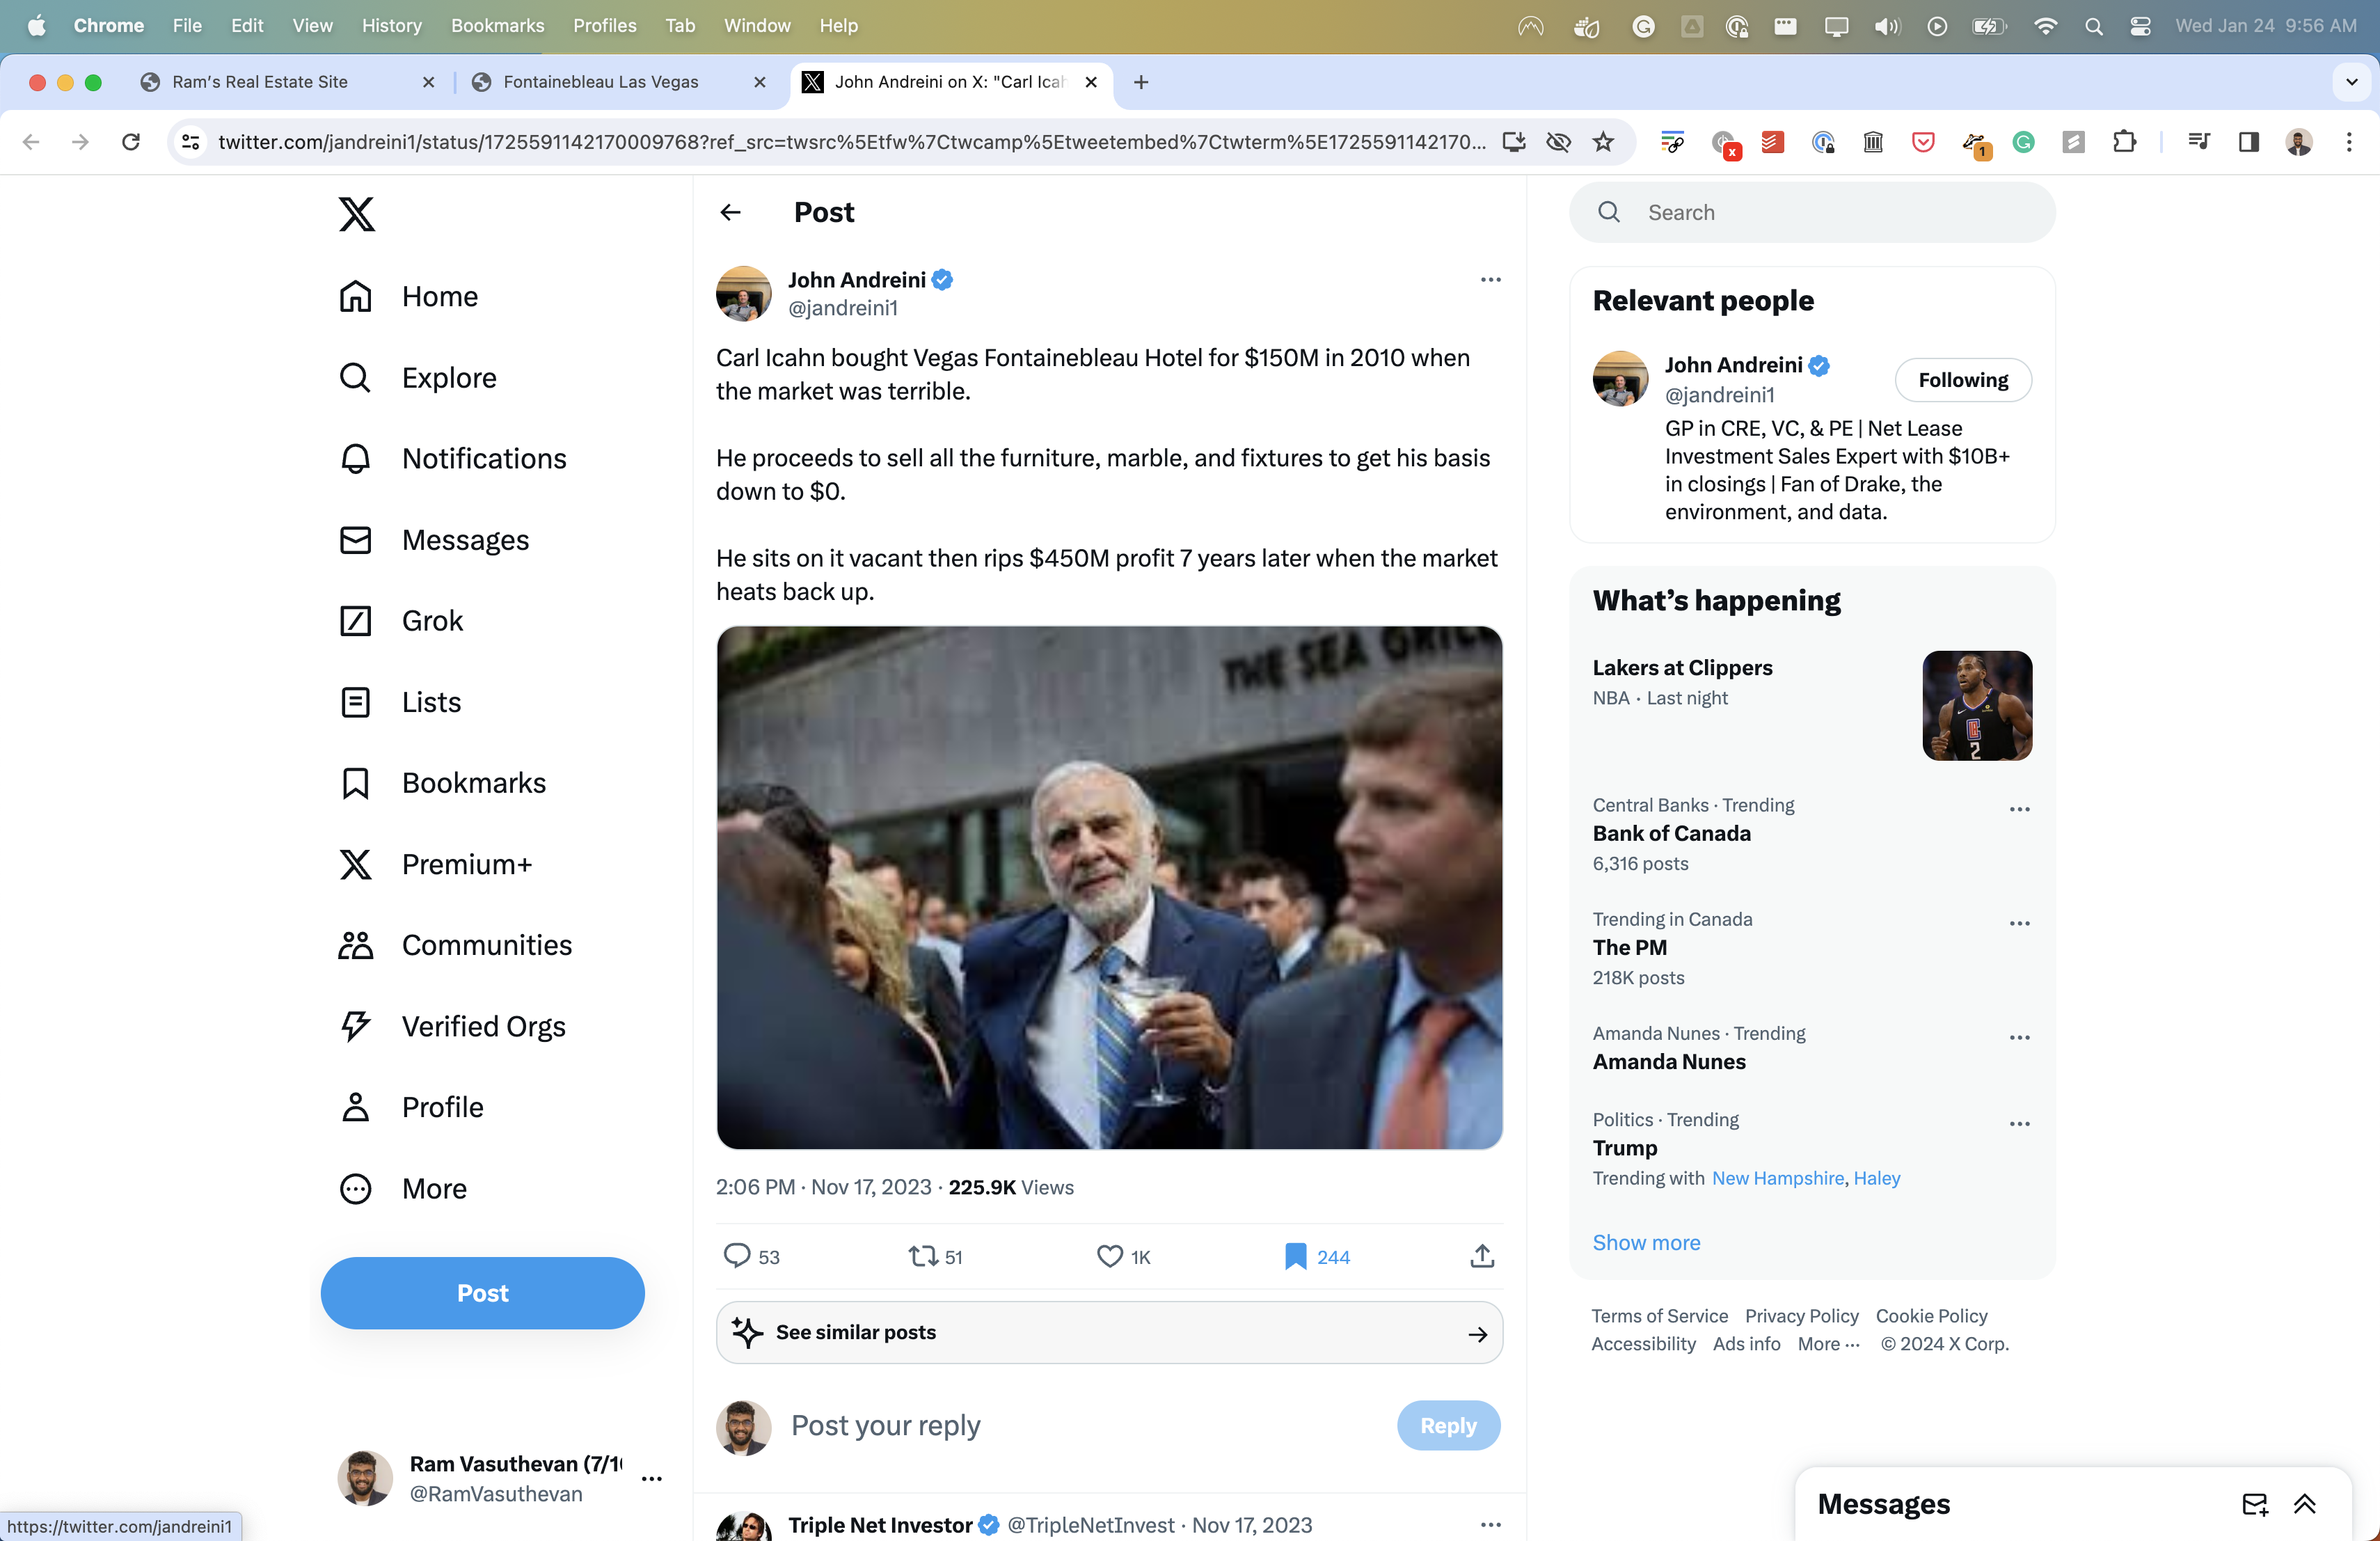 Chrome File Edit View History Bookmarks Profiles Tab Window Help Wed Jan 24 9:56 AM
Ram's Real Estate Site
Fontainebleau Las Vegas
John Andreini on X: "Carl Icah
twitter.com/jandreini1/status/1725591142170009768?ref_src=twsrc%5Etfw%7Ctwcamp%5Etweetembed%7Ctwterm%5E1725591142170...
x
1
Home
Explore
Notifications
Messages
Grok
Lists
Bookmarks
Premium+
Communities
Verified Orgs
Profile
More
Post
Ram Vasuthevan (7/1
@RamVasuthevan
https://twitter.com/jandreini1
Post
John Andreini
@jandreini1
Carl Icahn bought Vegas Fontainebleau Hotel for $150M in 2010 when
the market was terrible.
He proceeds to sell all the furniture, marble, and fixtures to get his basis
down to $0.
He sits on it vacant then rips $450M profit 7 years later when the market
heats back up.
THE SEA GRILL
2:06 PM · Nov 17, 2023 · 225.9K Views
53 51 1K 244
See similar posts
Post your reply
Reply
Triple Net Investor @TripleNetInvest · Nov 17, 2023
Search
Relevant people
John Andreini
@jandreini1
Following
GP in CRE, VC, & PE | Net Lease
Investment Sales Expert with $10B+
in closings | Fan of Drake, the
environment, and data.
What's happening
Lakers at Clippers
NBA · Last night
2
Central Banks · Trending
Bank of Canada
6,316 posts
Trending in Canada
The PM
218K posts
Amanda Nunes · Trending
Amanda Nunes
Politics · Trending
Trump
Trending with New Hampshire, Haley
Show more
Terms of Service Privacy Policy Cookie Policy
Accessibility Ads info More ··· © 2024 X Corp.
Messages